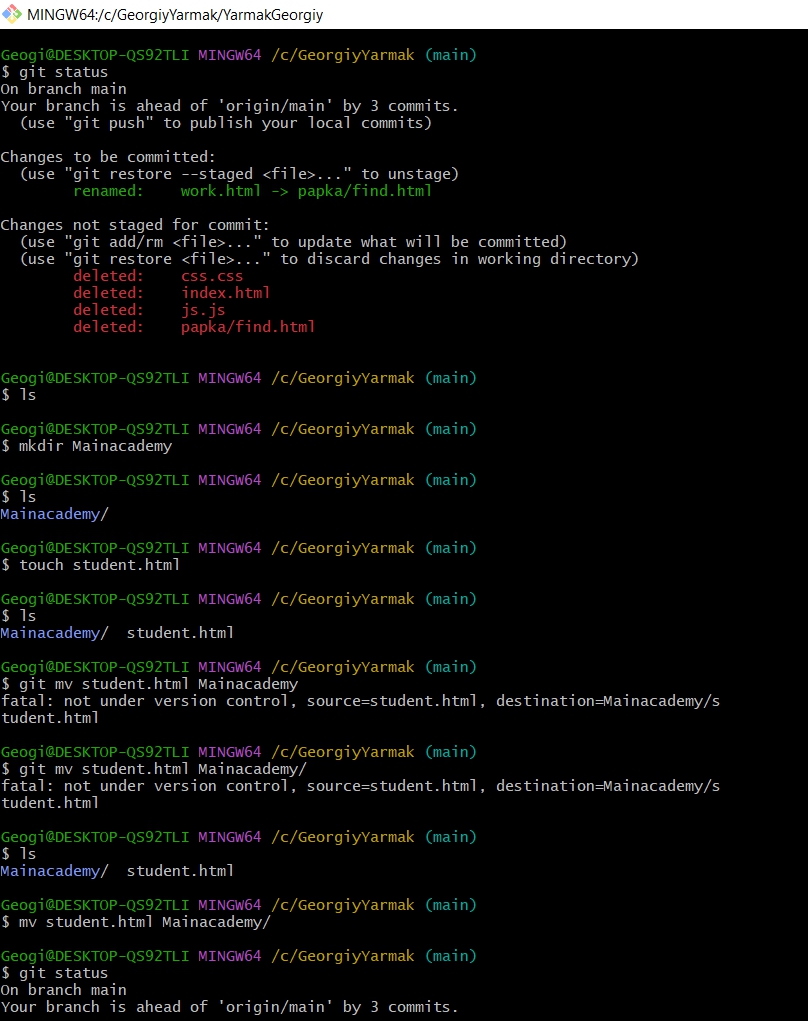 MINGW64:/c/GeorgiyYarmak/YarmakGeorgiy
Geogi@DESKTOP-QS92TLI MINGW64 /c/GeorgiyYarmak (main)
$ git status
On branch main
Your branch is ahead of 'origin/main' by 3 commits.
  (use "git push" to publish your local commits)

Changes to be committed:
  (use "git restore --staged <file>..." to unstage)
        renamed:    work.html -> papka/find.html

Changes not staged for commit:
  (use "git add/rm <file>..." to update what will be committed)
  (use "git restore <file>..." to discard changes in working directory)
        deleted:    css.css
        deleted:    index.html
        deleted:    js.js
        deleted:    papka/find.html

Geogi@DESKTOP-QS92TLI MINGW64 /c/GeorgiyYarmak (main)
$ ls

Geogi@DESKTOP-QS92TLI MINGW64 /c/GeorgiyYarmak (main)
$ mkdir Mainacademy

Geogi@DESKTOP-QS92TLI MINGW64 /c/GeorgiyYarmak (main)
$ ls
Mainacademy/

Geogi@DESKTOP-QS92TLI MINGW64 /c/GeorgiyYarmak (main)
$ touch student.html

Geogi@DESKTOP-QS92TLI MINGW64 /c/GeorgiyYarmak (main)
$ ls
Mainacademy/  student.html

Geogi@DESKTOP-QS92TLI MINGW64 /c/GeorgiyYarmak (main)
$ git mv student.html Mainacademy
fatal: not under version control, source=student.html, destination=Mainacademy/s
tudent.html

Geogi@DESKTOP-QS92TLI MINGW64 /c/GeorgiyYarmak (main)
$ git mv student.html Mainacademy/
fatal: not under version control, source=student.html, destination=Mainacademy/s
tudent.html

Geogi@DESKTOP-QS92TLI MINGW64 /c/GeorgiyYarmak (main)
$ ls
Mainacademy/  student.html

Geogi@DESKTOP-QS92TLI MINGW64 /c/GeorgiyYarmak (main)
$ mv student.html Mainacademy/

Geogi@DESKTOP-QS92TLI MINGW64 /c/GeorgiyYarmak (main)
$ git status
On branch main
Your branch is ahead of 'origin/main' by 3 commits.